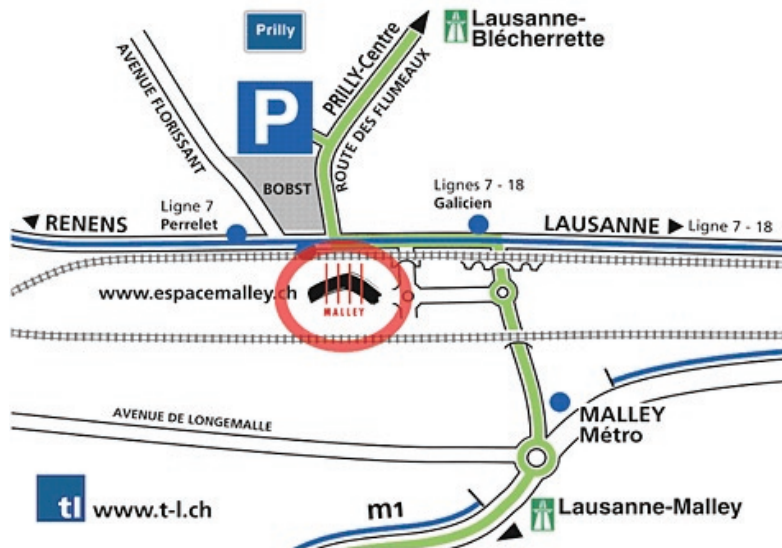 Lausanne-
Blécherrette
Prilly
PRILLY-Centre
AVENUE FLORISSANT
ROUTE DES FLUMEAUX
P
BOBST
Lignes 7 - 18
Galicien
Ligne 7
Perrelet
RENENS
LAUSANNE
Ligne 7 - 18
www.espacemalley.ch
MALLEY
AVENUE DE LONGEMALLE
MALLEY
Métro
tl www.t-l.ch
m1
Lausanne-Malley